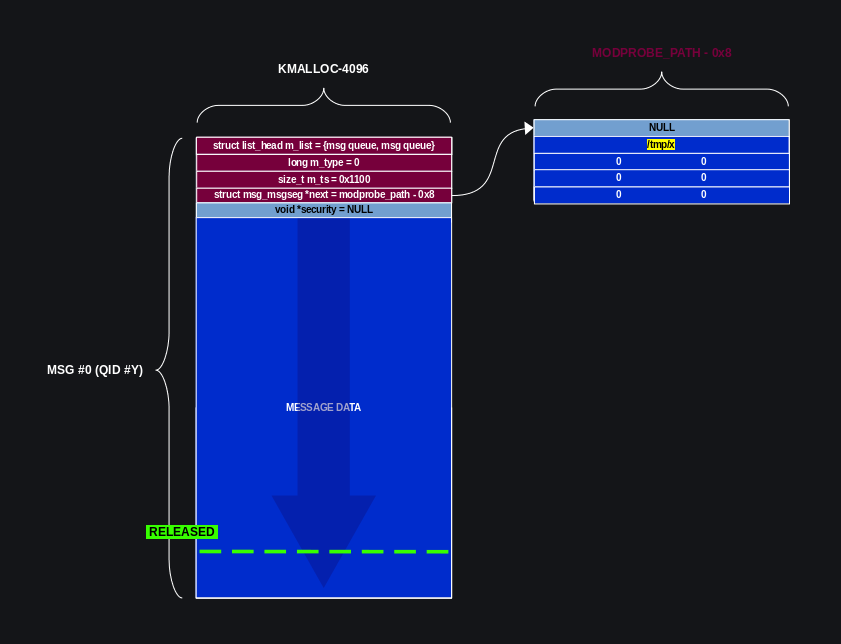 KMALLOC-4096
struct list_head m_list = {msg queue, msg queue}
long m_type = 0
size_t m_ts = 0x1100
struct msg_msgseg *next = modprobe_path - 0x8
void *security = NULL
MESSAGE DATA
MSG #0 (QID #Y)
RELEASED
MODPROBE_PATH - 0x8
NULL
/tmp/x
0 0
0 0
0 0